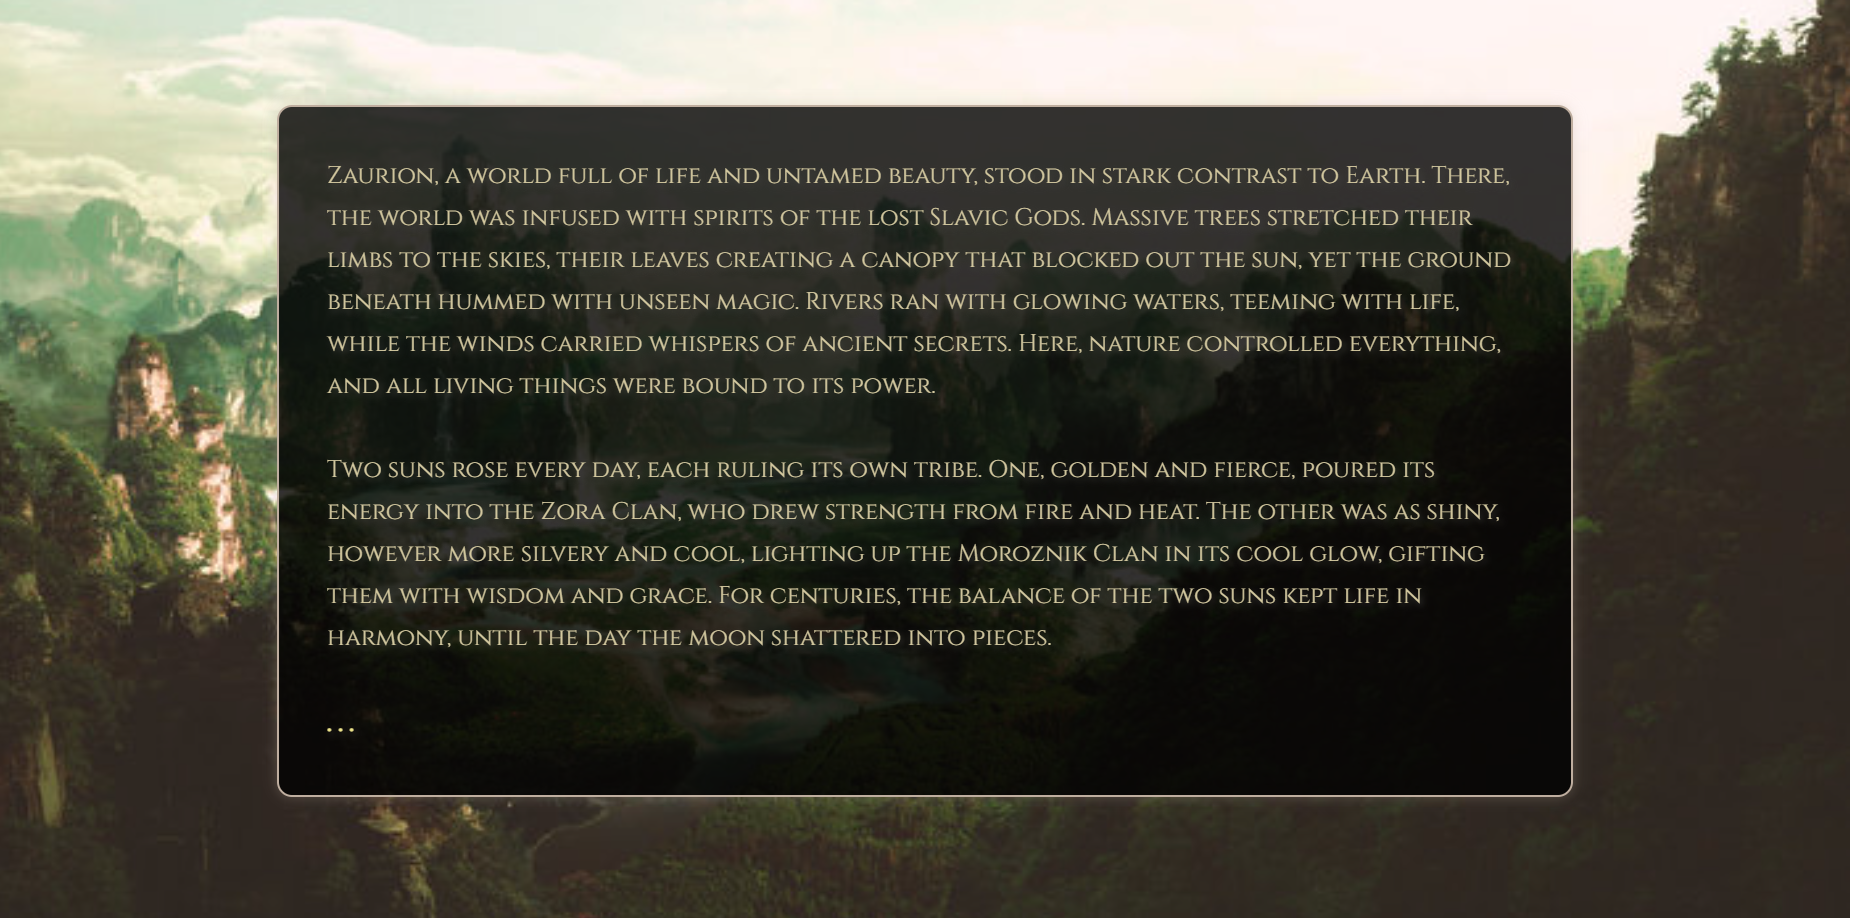 Zaurion, a world full of life and untamed beauty, stood in stark contrast to Earth. There,
the world was infused with spirits of the lost Slavic Gods. Massive trees stretched their
limbs to the skies, their leaves creating a canopy that blocked out the sun, yet the ground
beneath hummed with unseen magic. Rivers ran with glowing waters, teeming with life,
while the winds carried whispers of ancient secrets. Here, nature controlled everything,
and all living things were bound to its power.
Two suns rose every day, each ruling its own tribe. One, golden and fierce, poured its
energy into the Zora Clan, who drew strength from fire and heat. The other was as shiny,
however more silvery and cool, lighting up the Moroznik Clan in its cool glow, gifting
them with wisdom and grace. For centuries, the balance of the two suns kept life in
harmony, until the day the moon shattered into pieces.
...